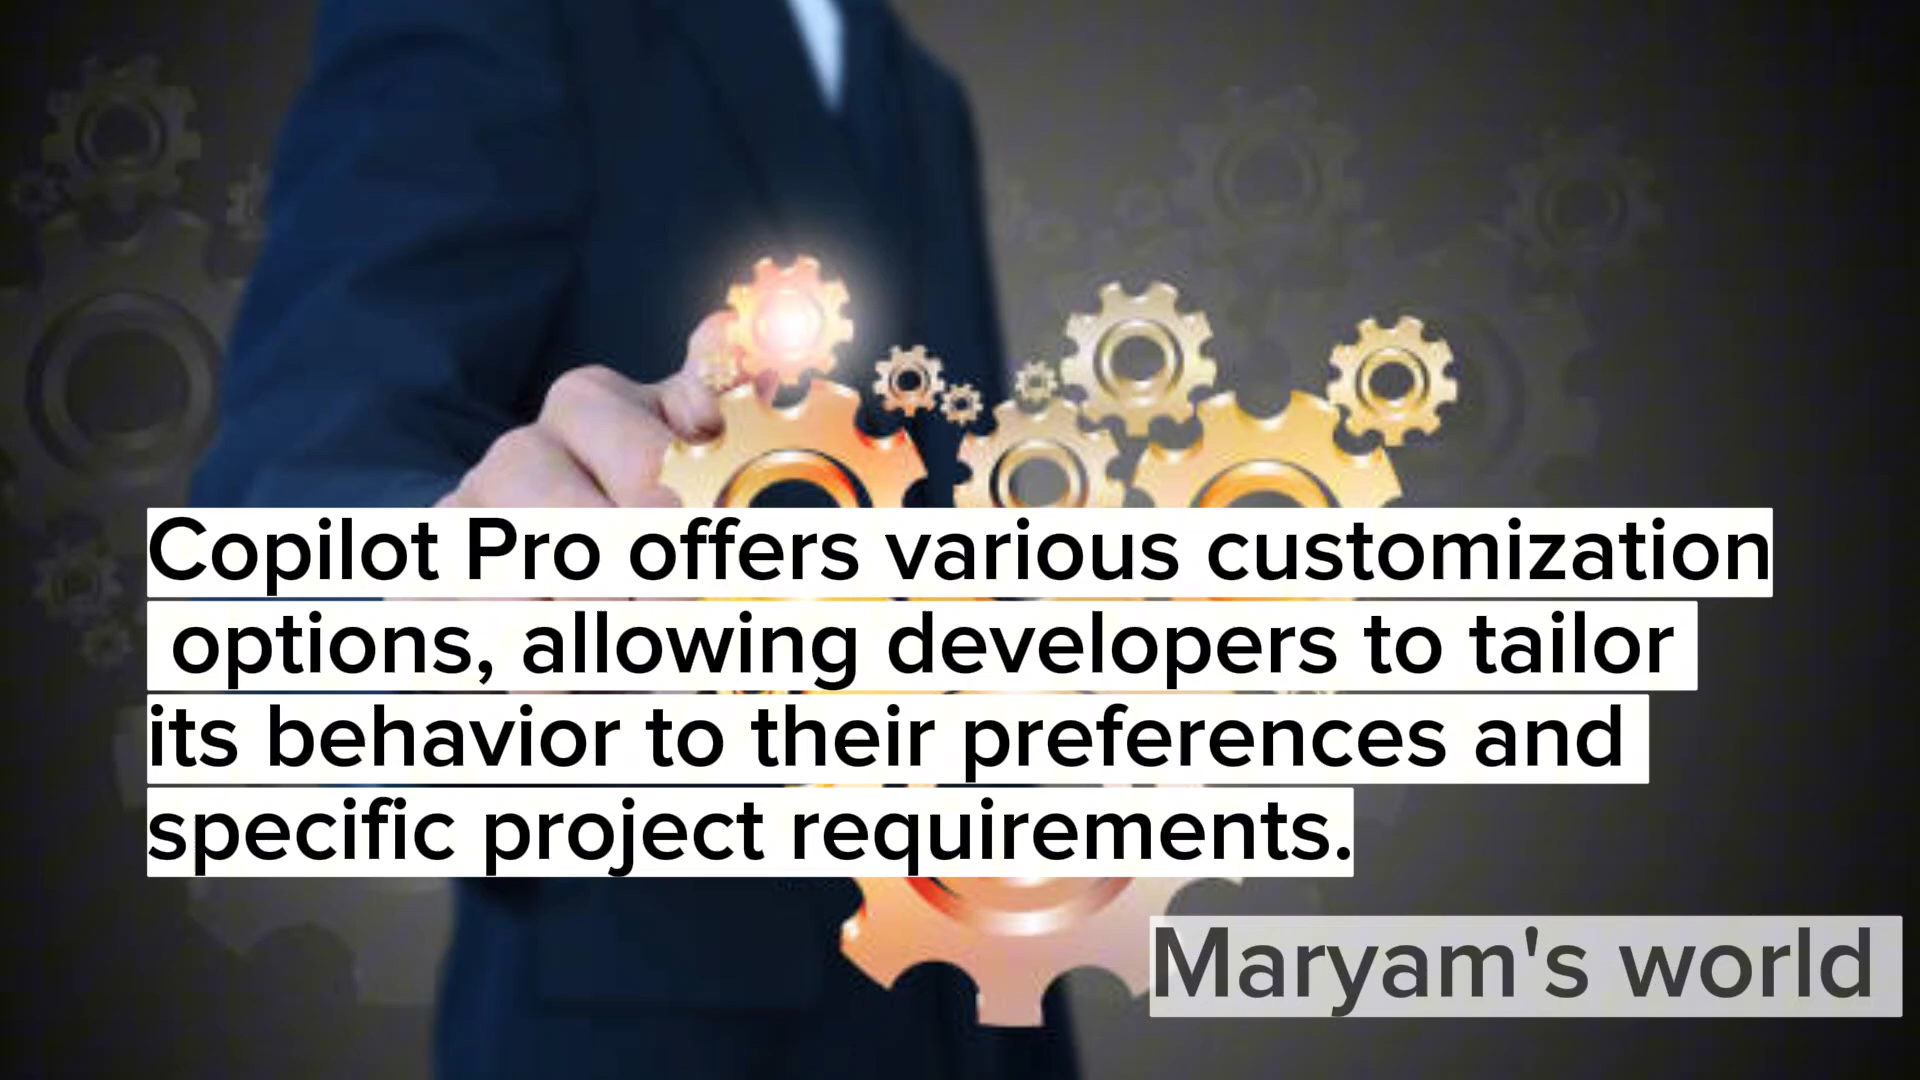 Copilot Pro offers various customization
options, allowing developers to tailor
its behavior to their preferences and
specific project requirements.
Maryam's world